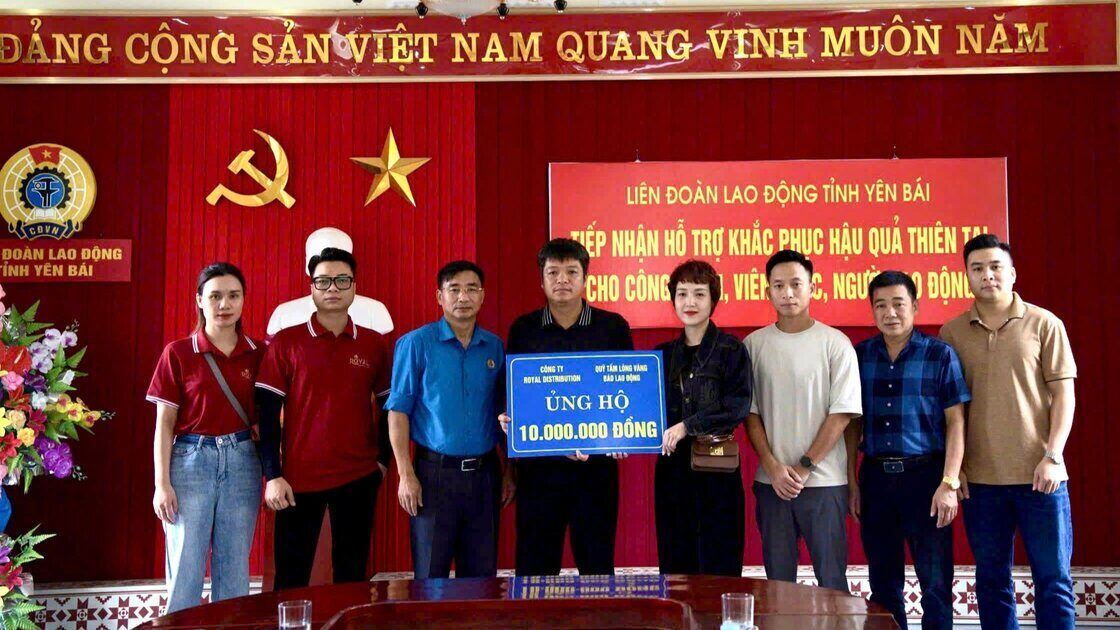 ĐẢNG CỘNG SẢN VIỆT NAM QUANG VINH MUÔN NĂM
CĐVN
ĐOÀN LAO ĐỘNG
TỈNH YÊN BÁI
LIÊN ĐOÀN LAO ĐỘNG TỈNH YÊN BÁI
TIẾP NHẬN HỖ TRỢ KHẮC PHỤC HẬU QUẢ THIÊN TAI
CHO CÔNG VIÊN NGƯỜI LAO ĐỘNG
ROYAL
CÔNG TY
ROYAL DISTRIBUTION
QUỸ TẤM LÒNG VÀNG
BÁO LAO ĐỘNG
ỦNG HỘ
10.000.000 ĐỒNG